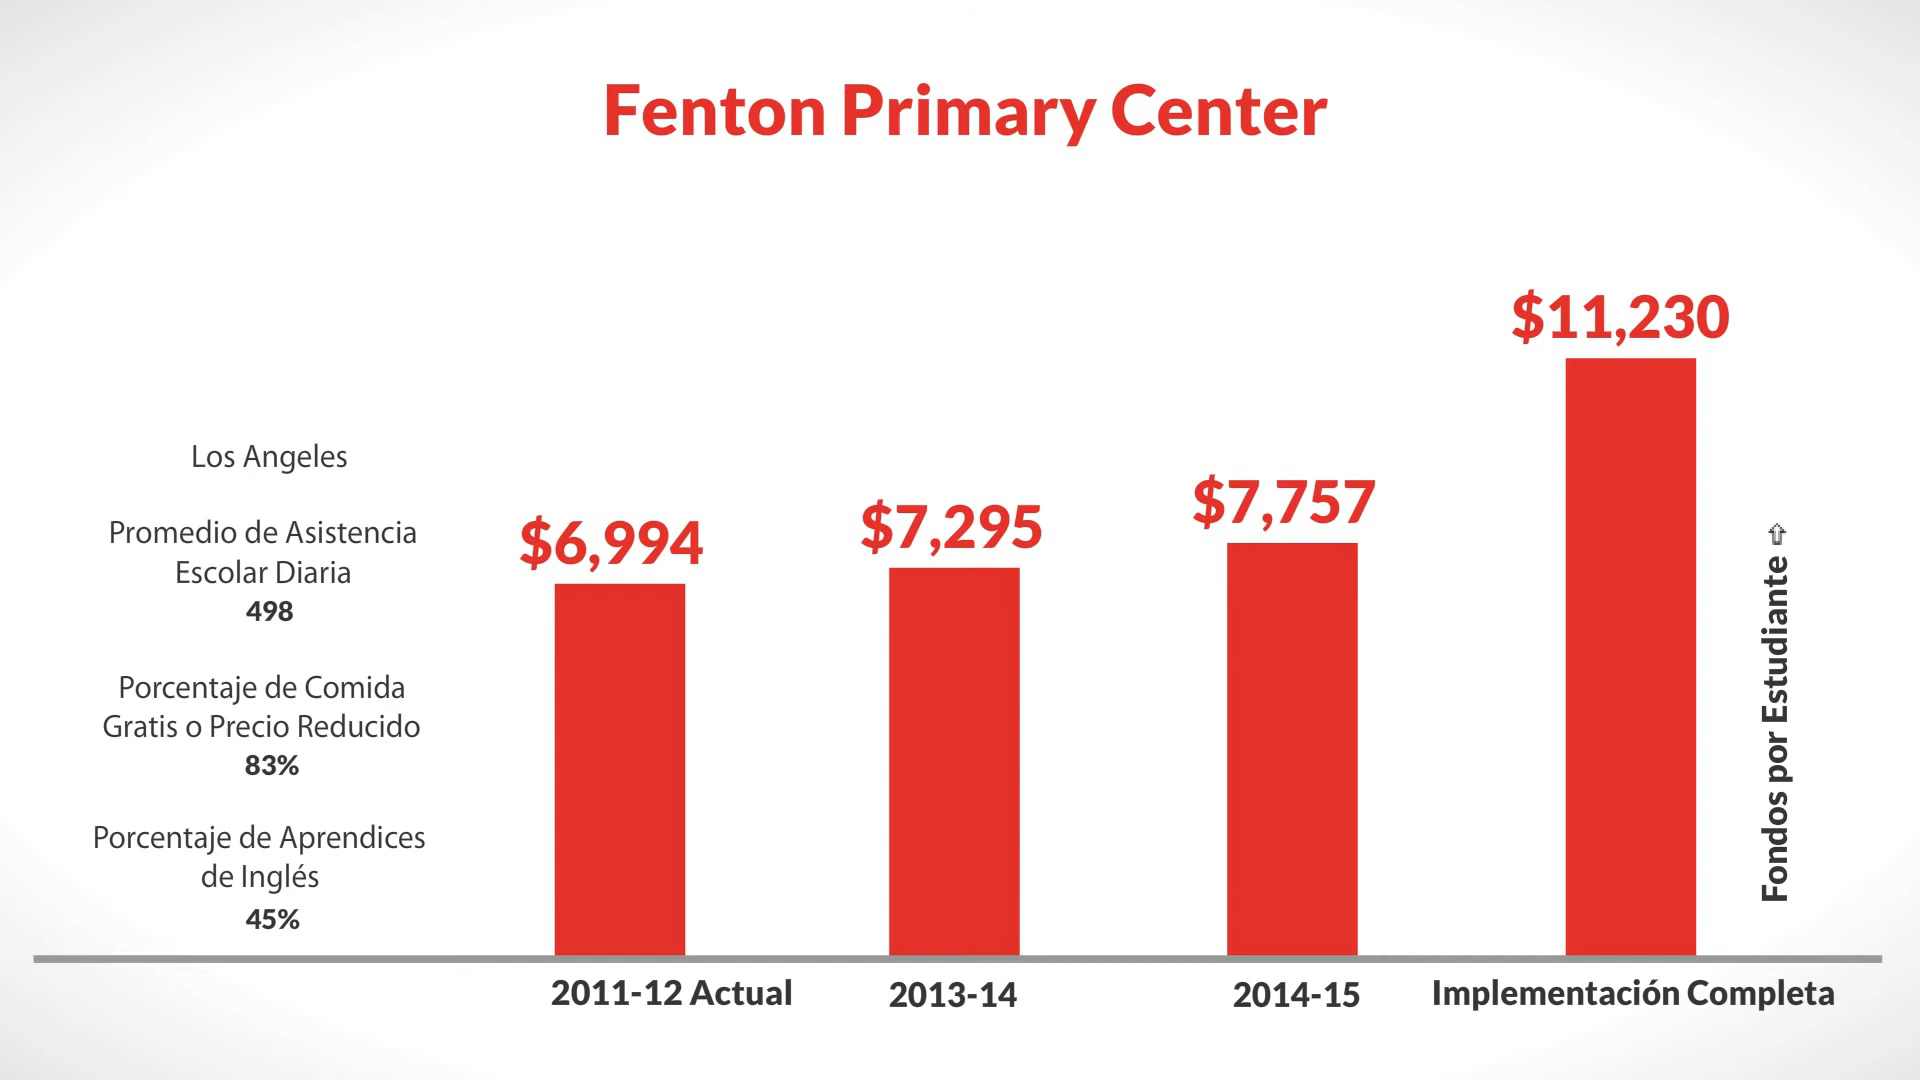 Fenton Primary Center
$11,230
Los Angeles
$7,757
$7,295
$6,994
Promedio de Asistencia
Escolar Diaria
498
Porcentaje de Comida
Gratis o Precio Reducido
83%
Porcentaje de Aprendices
de Inglés
45%
Fondos por Estudiante ⇧
2011-12 Actual
2013-14
2014-15
Implementación Completa